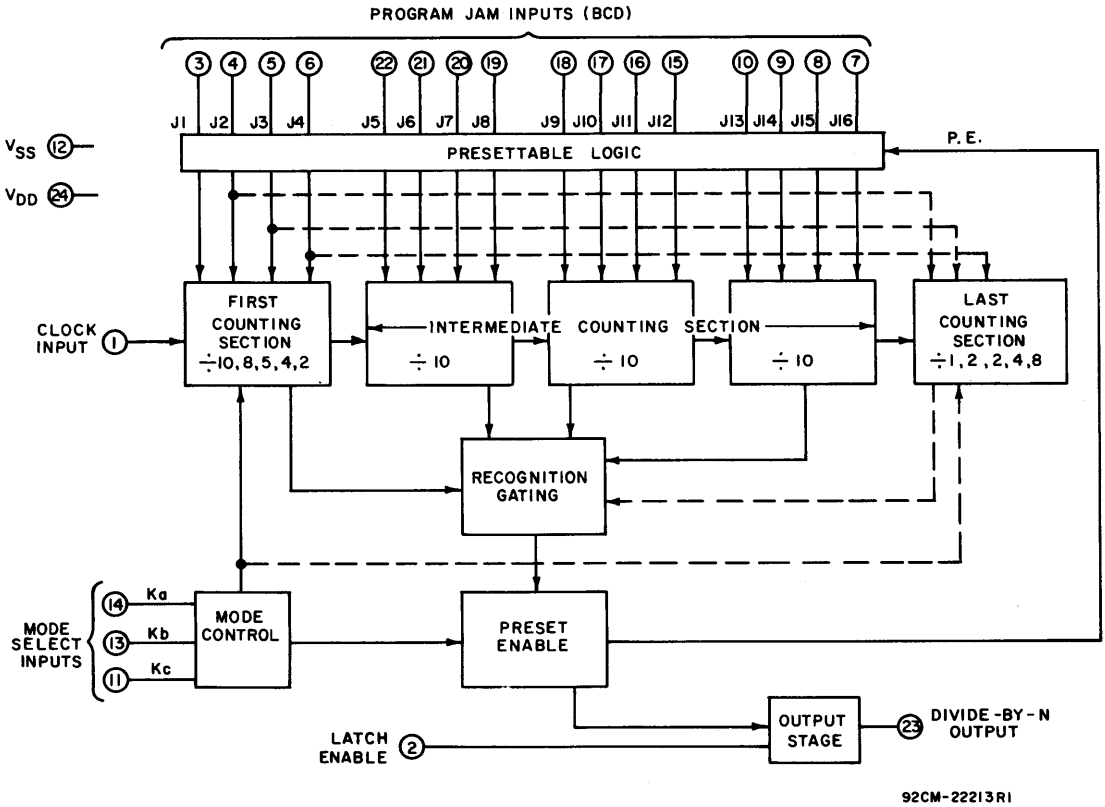 PROGRAM JAM INPUTS (BCD)
3 4 5 6 22 21 20 19 18 17 16 15 10 9 8 7
J1 J2 J3 J4 J5 J6 J7 J8 J9 J10 J11 J12 J13 J14 J15 J16
VSS 12
PRESETTABLE LOGIC
P.E.
VDD 24
CLOCK
INPUT
1
FIRST
COUNTING
SECTION
÷10,8,5,4,2
INTERMEDIATE COUNTING SECTION
÷ 10
÷ 10
÷ 10
LAST
COUNTING
SECTION
÷1,2,2,4,8
RECOGNITION
GATING
MODE
SELECT
INPUTS
14 Ka
13 Kb
11 Kc
MODE
CONTROL
PRESET
ENABLE
LATCH
ENABLE
2
OUTPUT
STAGE
23
DIVIDE-BY-N
OUTPUT
92CM-22213R1